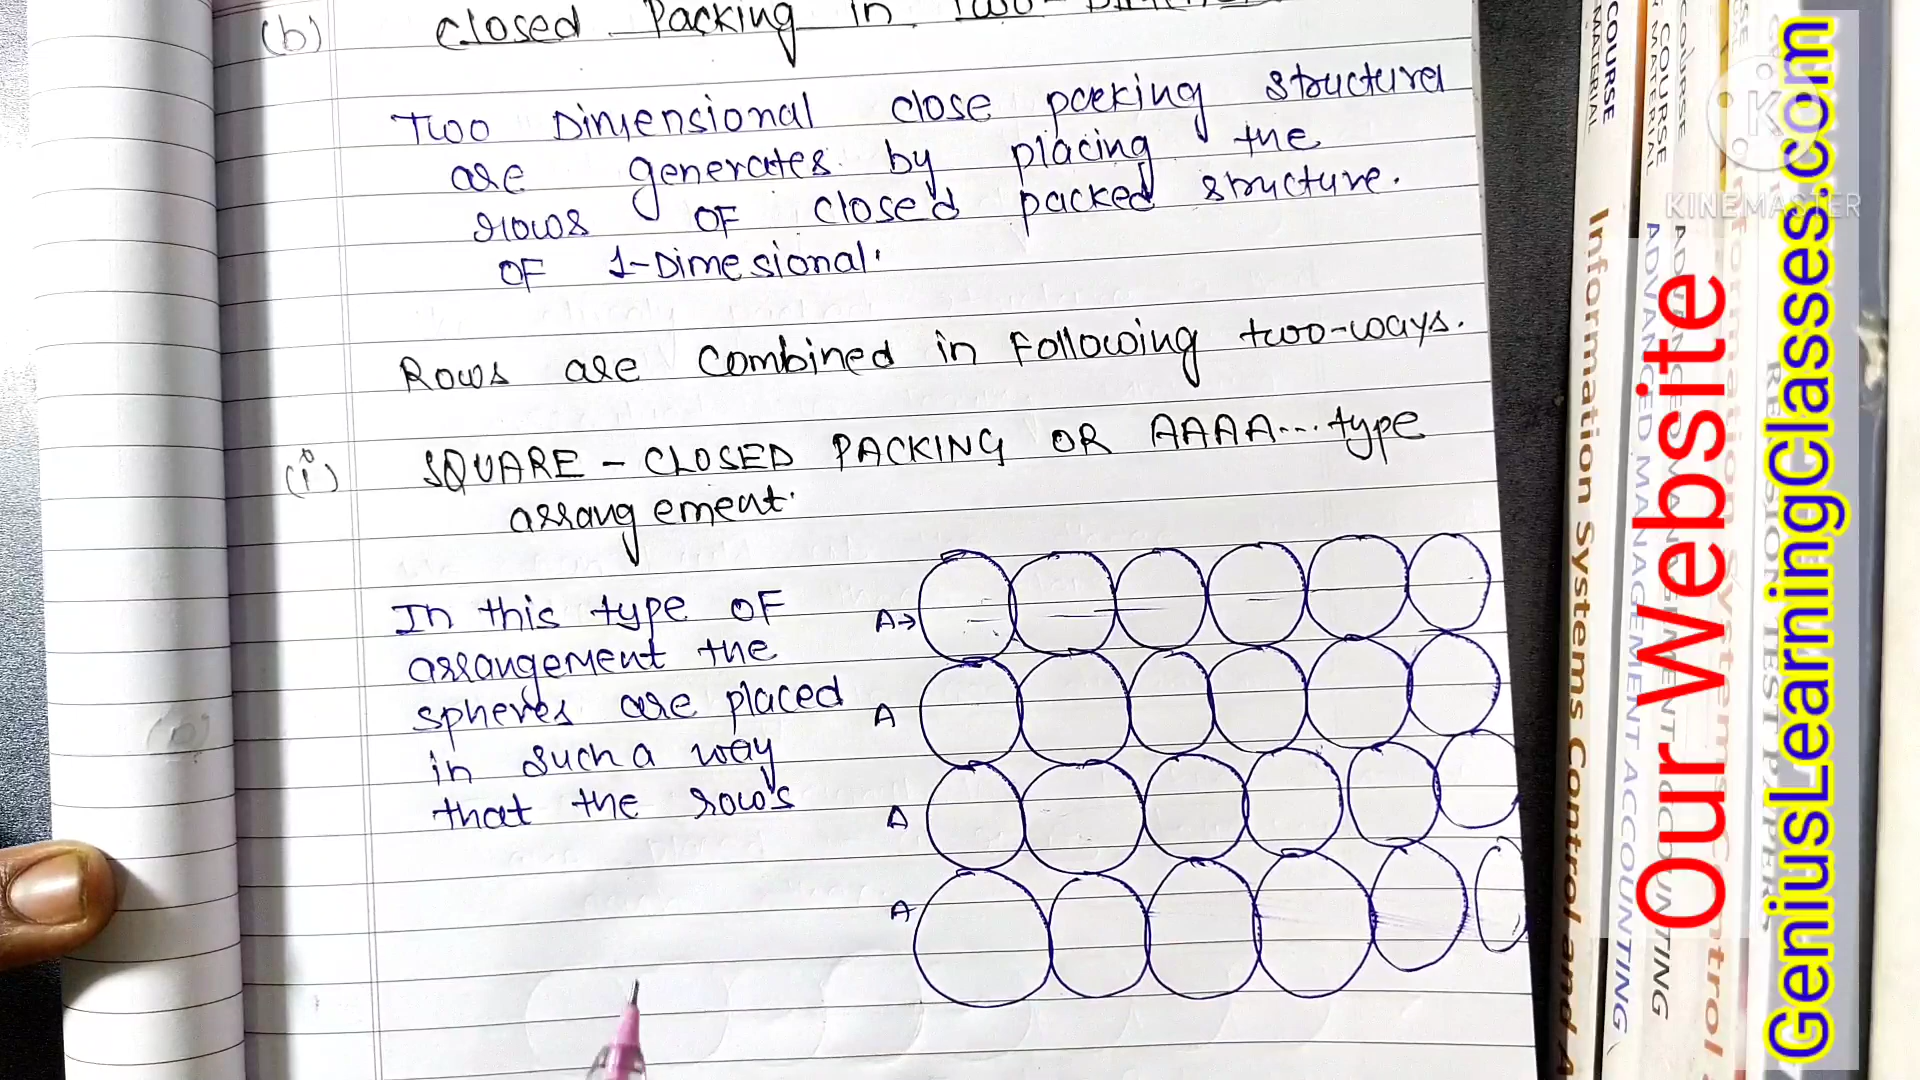 (b) Closed Packing in Two-
Two Dimensional close packing structures
are generates by placing the
rows OF closed packed structure.
OF 1-Dimesional.
Rows are combined in Following two-ways.
(i) SQUARE - CLOSED PACKING OR AAAA... type
arrangement.
In this type OF
arrangement the
spheres are placed
in such a way
that the rows
A→
A
A
A
Our Website
GeniusLearningClasses.com
KINEMASTER
K
COURSE
MATERIAL
COURSE
MATERIAL
Information Systems Control and A
ADVANCED MANAGEMENT ACCOUNTING